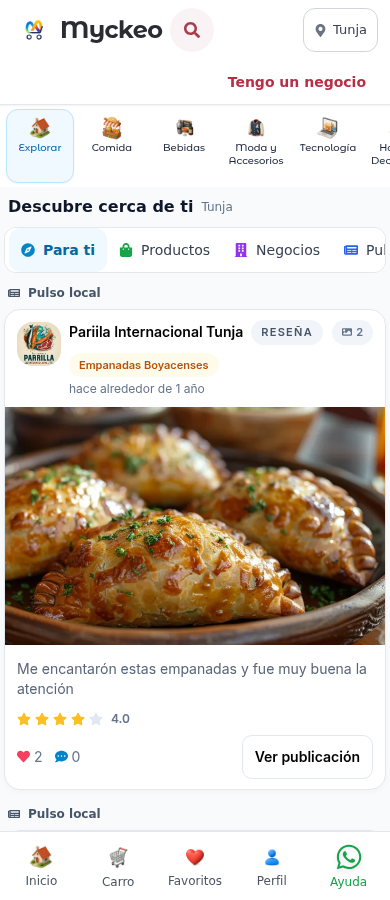 Myckeo
Tunja
Tengo un negocio
Explorar
Comida
Bebidas
Moda y
Accesorios
Tecnología
Descubre cerca de ti Tunja
Para ti
Productos
Negocios
Pulso local
Pariila Internacional Tunja
RESEÑA
2
PARRILLA
Empanadas Boyacenses
hace alrededor de 1 año
Me encantarón estas empanadas y fue muy buena la
atención
4.0
2
0
Ver publicación
Pulso local
Inicio
Carro
Favoritos
Perfil
Ayuda